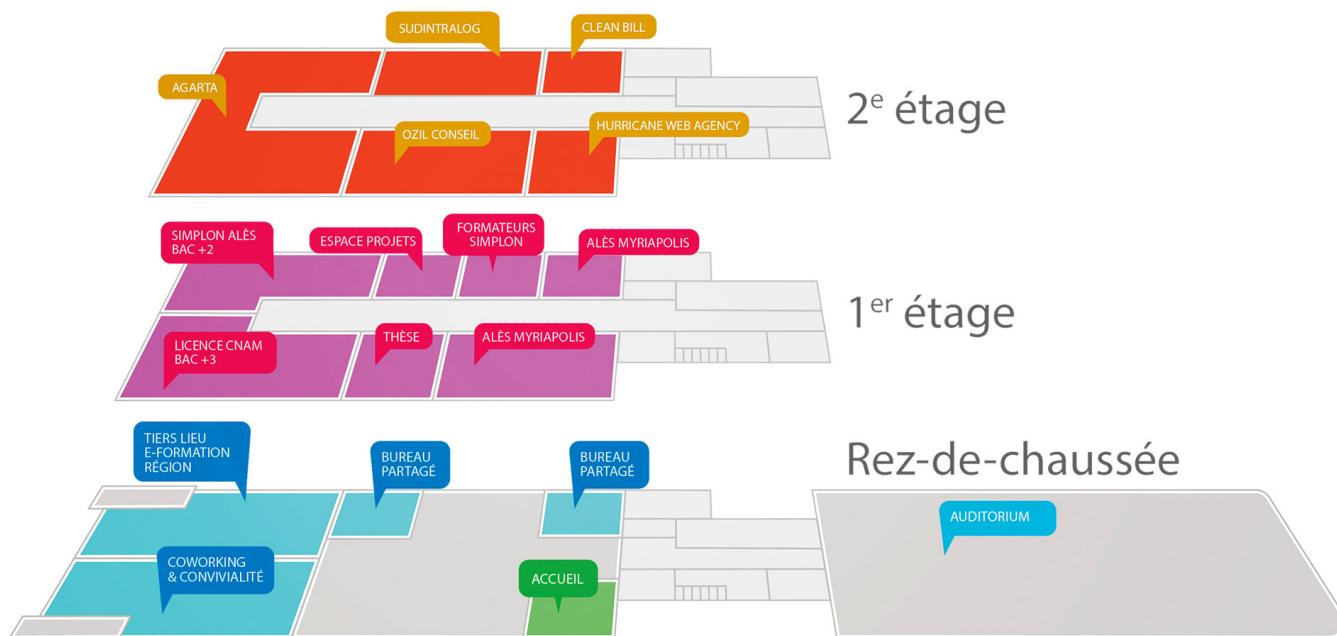 SUDINTRALOG
CLEAN BILL
AGARTA
2e étage
OZIL CONSEIL
HURRICANE WEB AGENCY
SIMPLON ALÈS
BAC +2
ESPACE PROJETS
FORMATEURS
SIMPLON
ALÈS MYRIAPOLIS
1er étage
LICENCE CNAM
BAC +3
THÈSE
ALÈS MYRIAPOLIS
Rez-de-chaussée
TIERS LIEU
E-FORMATION
RÉGION
BUREAU
PARTAGÉ
BUREAU
PARTAGÉ
AUDITORIUM
COWORKING
& CONVIVIALITÉ
ACCUEIL